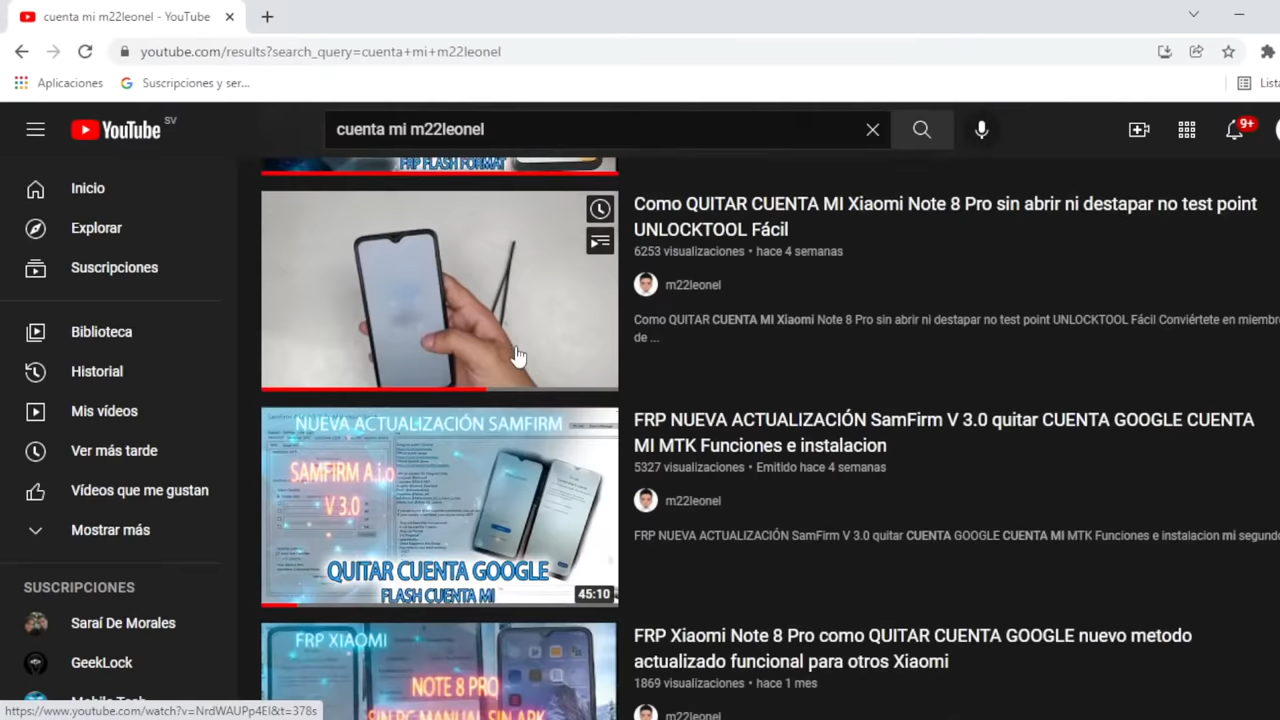 cuenta mi m22leonel - YouTube
youtube.com/results?search_query=cuenta+mi+m22leonel
Aplicaciones
Suscripciones y ser...
Lista
YouTube SV
cuenta mi m22leonel
9+
Inicio
Explorar
Suscripciones
Biblioteca
Historial
Mis vídeos
Ver más tarde
Vídeos que me gustan
Mostrar más
SUSCRIPCIONES
Saraí De Morales
GeekLock
Mobile Tech
FRP FLASH FORMAT
Como QUITAR CUENTA MI Xiaomi Note 8 Pro sin abrir ni destapar no test point
UNLOCKTOOL Fácil
6253 visualizaciones • hace 4 semanas
m22leonel
Como QUITAR CUENTA MI Xiaomi Note 8 Pro sin abrir ni destapar no test point UNLOCKTOOL Fácil Conviértete en miembro
de ...
NUEVA ACTUALIZACIÓN SAMFIRM
SAMFIRM A.i.o
V 3.0
QUITAR CUENTA GOOGLE
FLASH CUENTA MI
45:10
FRP NUEVA ACTUALIZACIÓN SamFirm V 3.0 quitar CUENTA GOOGLE CUENTA
MI MTK Funciones e instalacion
5327 visualizaciones • Emitido hace 4 semanas
m22leonel
FRP NUEVA ACTUALIZACIÓN SamFirm V 3.0 quitar CUENTA GOOGLE CUENTA MI MTK Funciones e instalacion mi segundo
FRP XIAOMI
NOTE 8 PRO
SIN PC MANUAL SIN APK
FRP Xiaomi Note 8 Pro como QUITAR CUENTA GOOGLE nuevo metodo
actualizado funcional para otros Xiaomi
1869 visualizaciones • hace 1 mes
m22leonel
https://www.youtube.com/watch?v=NrdWAUPp4EI&t=378s